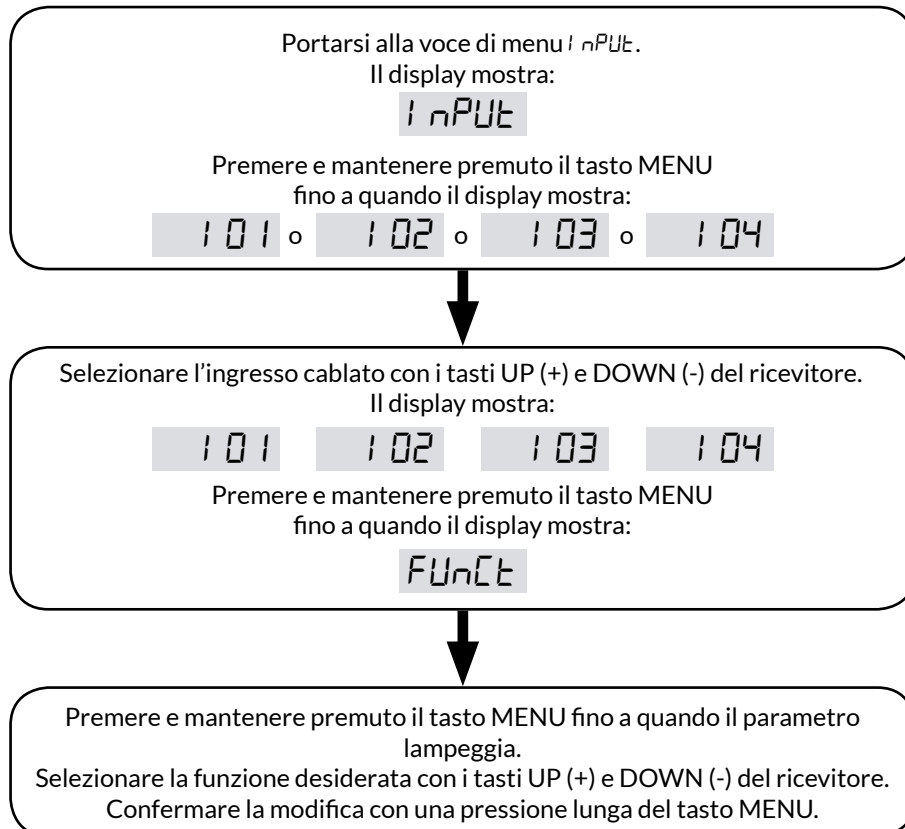 Portarsi alla voce di menu InPUt.
Il display mostra:
InPUt
Premere e mantenere premuto il tasto MENU
fino a quando il display mostra:
I01 o I02 o I03 o I04
Selezionare l’ingresso cablato con i tasti UP (+) e DOWN (-) del ricevitore.
Il display mostra:
I01 I02 I03 I04
Premere e mantenere premuto il tasto MENU
fino a quando il display mostra:
FUnCt
Premere e mantenere premuto il tasto MENU fino a quando il parametro
lampeggia.
Selezionare la funzione desiderata con i tasti UP (+) e DOWN (-) del ricevitore.
Confermare la modifica con una pressione lunga del tasto MENU.